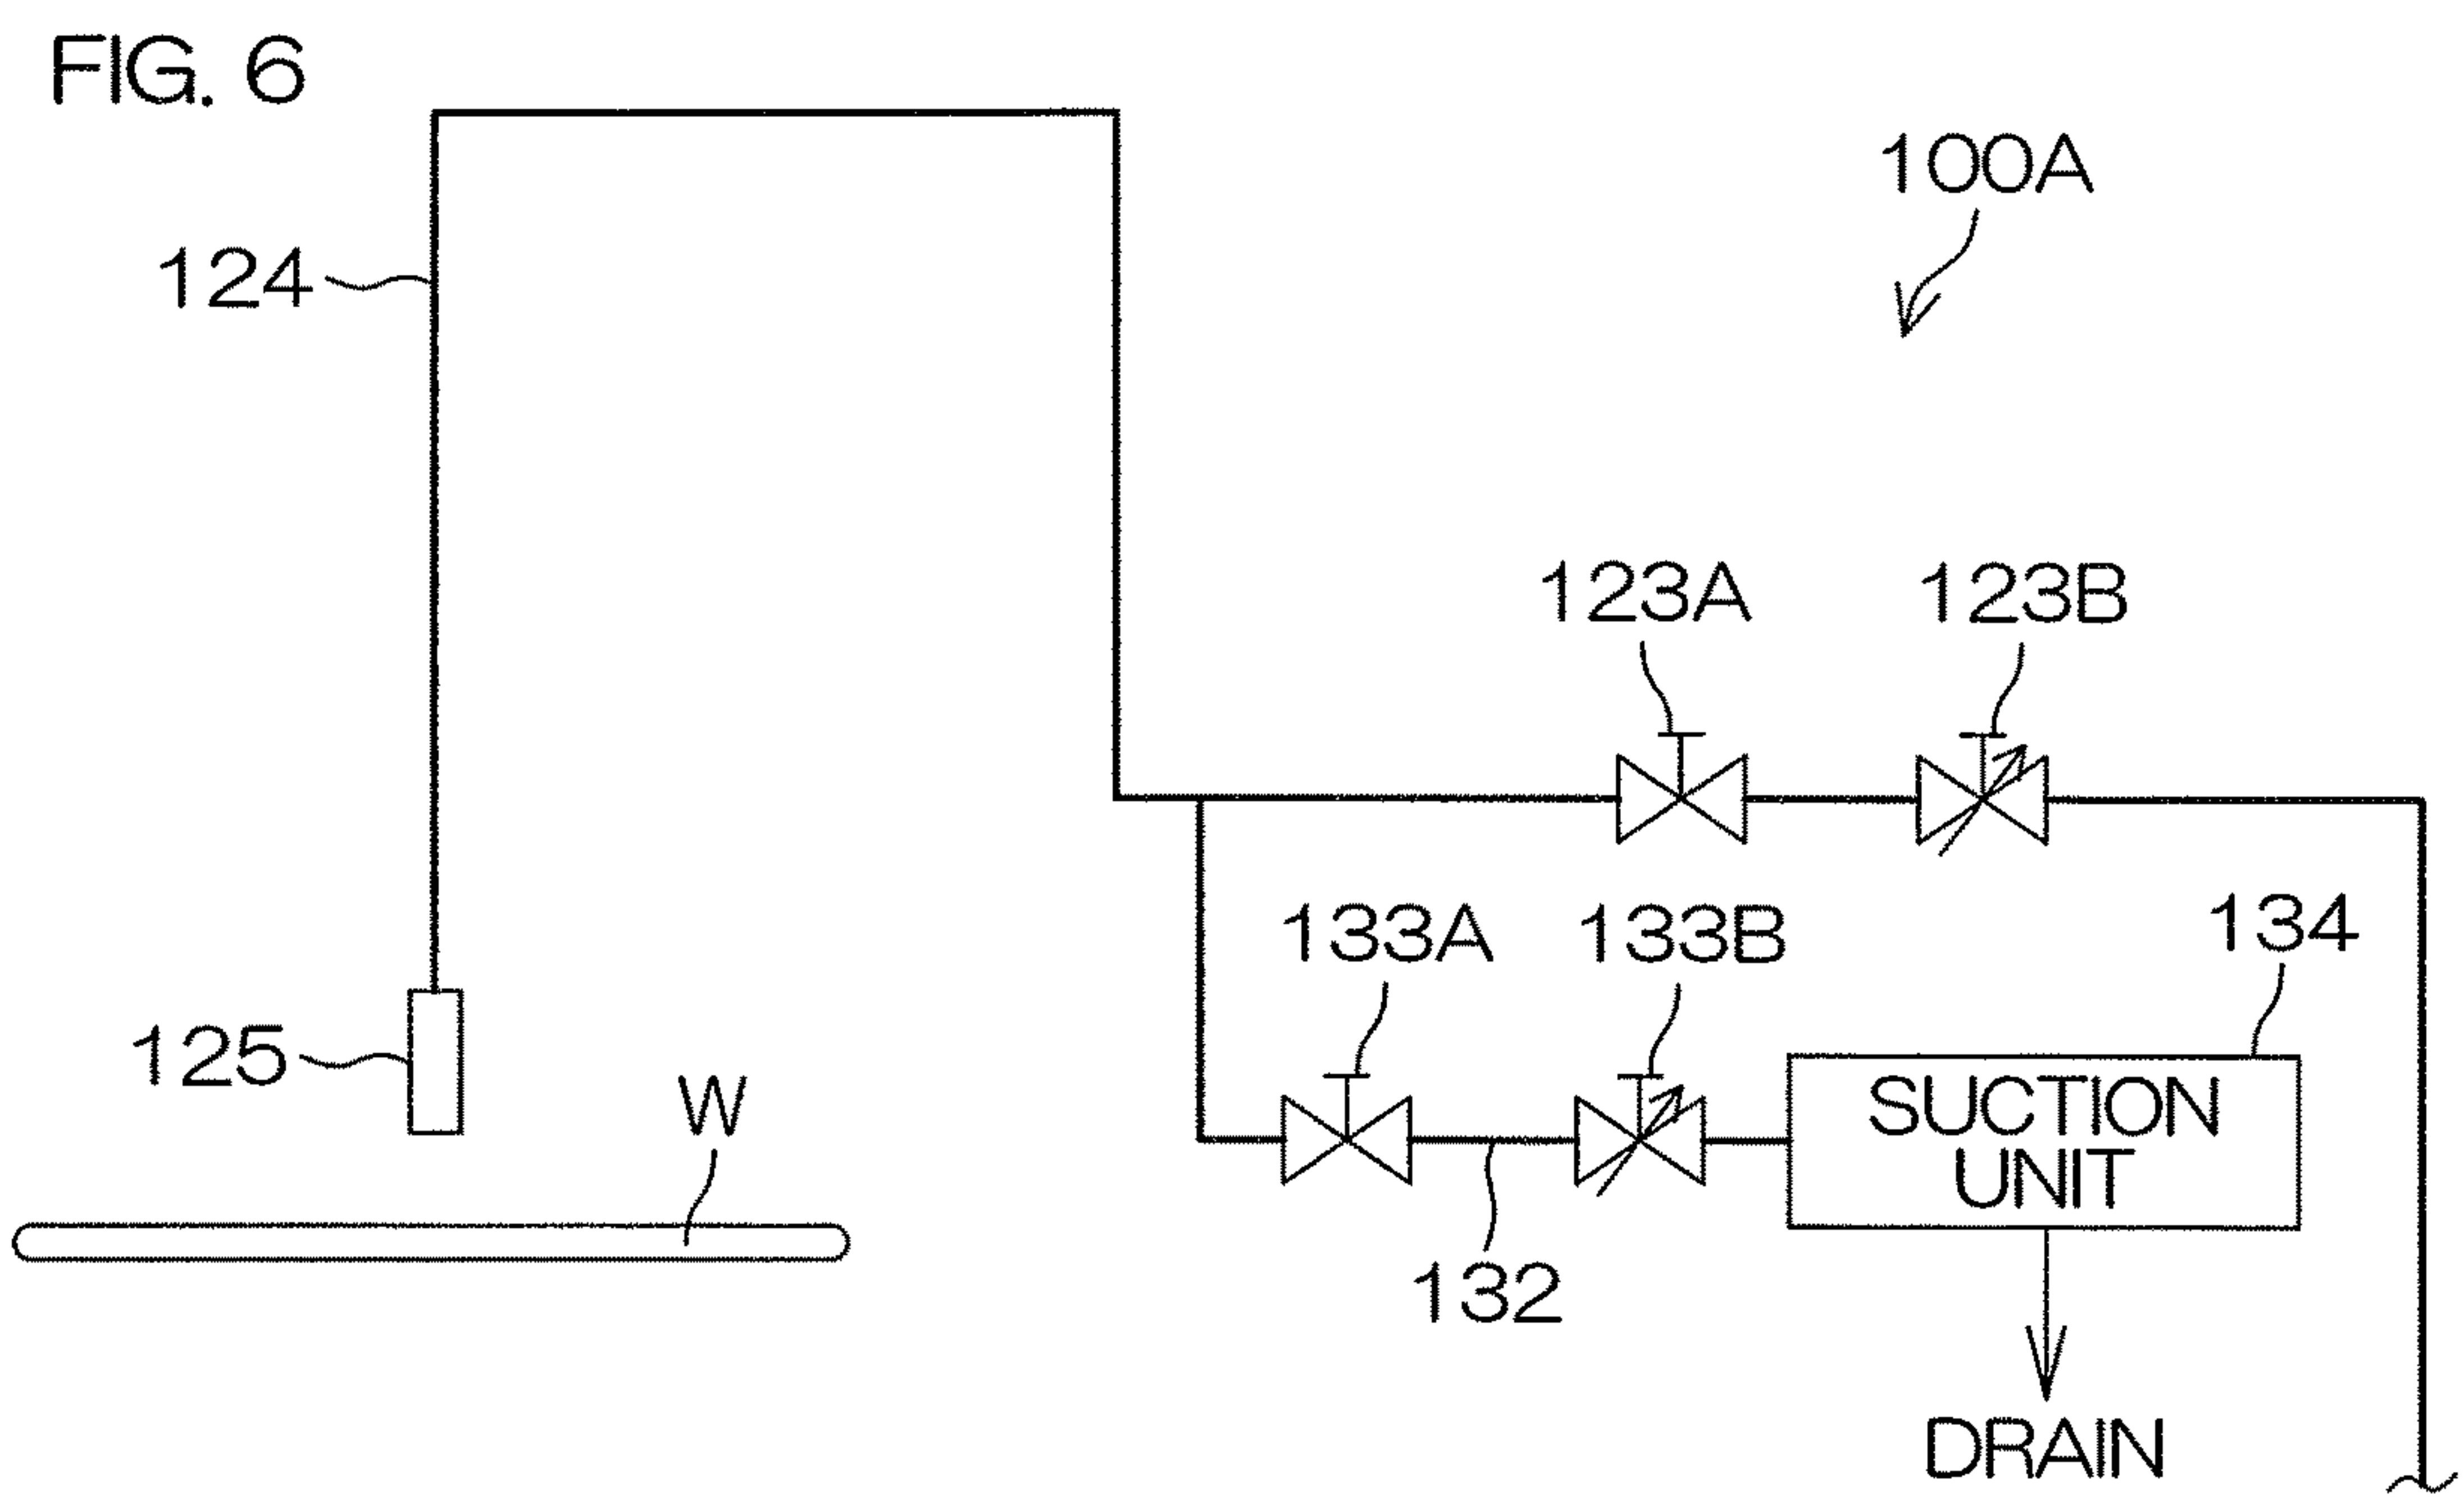 FIG. 6
100A
124
123A
123B
133A
133B
134
125
W
SUCTION
UNIT
132
DRAIN